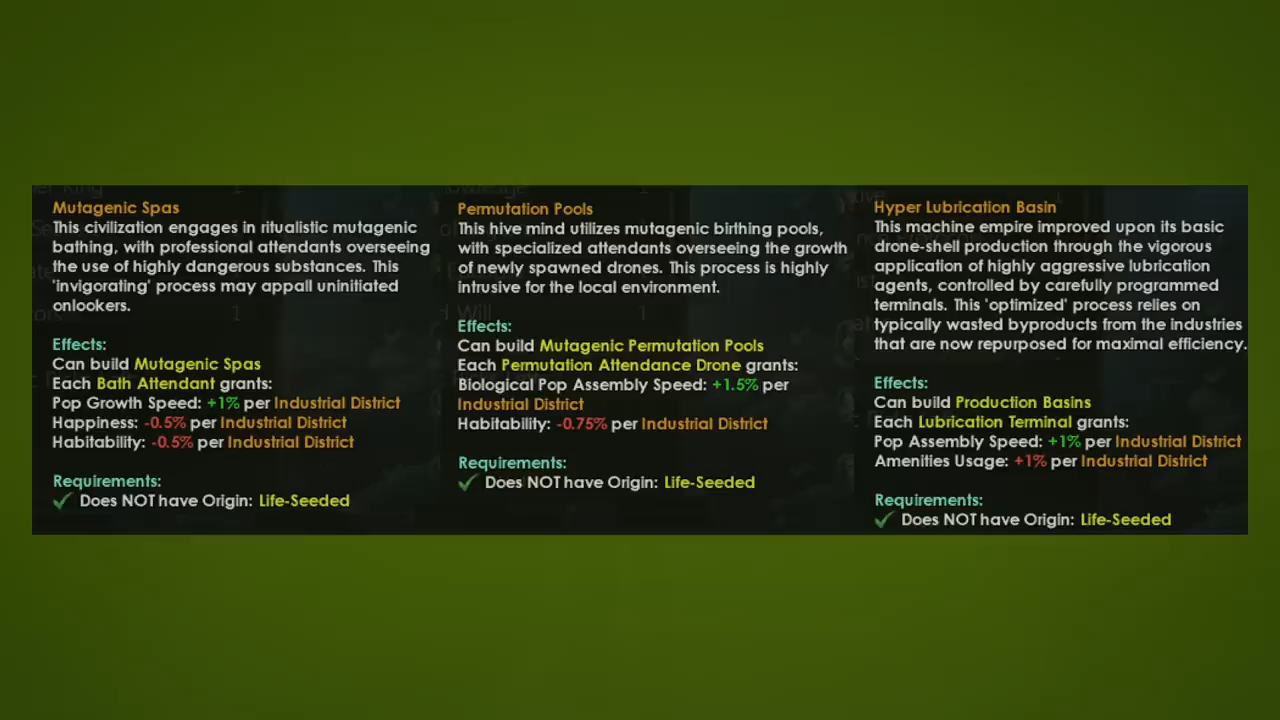 Mutagenic Spas
This civilization engages in ritualistic mutagenic
bathing, with professional attendants overseeing
the use of highly dangerous substances. This
'invigorating' process may appall uninitiated
onlookers.
Effects:
Can build Mutagenic Spas
Each Bath Attendant grants:
Pop Growth Speed: +1% per Industrial District
Happiness: -0.5% per Industrial District
Habitability: -0.5% per Industrial District
Requirements:
Does NOT have Origin: Life-Seeded
Permutation Pools
This hive mind utilizes mutagenic birthing pools,
with specialized attendants overseeing the growth
of newly spawned drones. This process is highly
intrusive for the local environment.
Effects:
Can build Mutagenic Permutation Pools
Each Permutation Attendance Drone grants:
Biological Pop Assembly Speed: +1.5% per
Industrial District
Habitability: -0.75% per Industrial District
Requirements:
Does NOT have Origin: Life-Seeded
Hyper Lubrication Basin
This machine empire improved upon its basic
drone-shell production through the vigorous
application of highly aggressive lubrication
agents, controlled by carefully programmed
terminals. This 'optimized' process relies on
typically wasted byproducts from the industries
that are now repurposed for maximal efficiency.
Effects:
Can build Production Basins
Each Lubrication Terminal grants:
Pop Assembly Speed: +1% per Industrial District
Amenities Usage: +1% per Industrial District
Requirements:
Does NOT have Origin: Life-Seeded